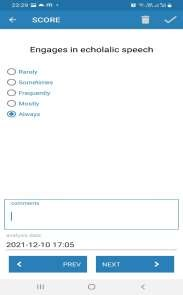 22:29
SCORE
Engages in echolalic speech
Rarely
Sometimes
Frequently
Mostly
Always
comments
analysis date
2021-12-10 17:05
PREV
NEXT